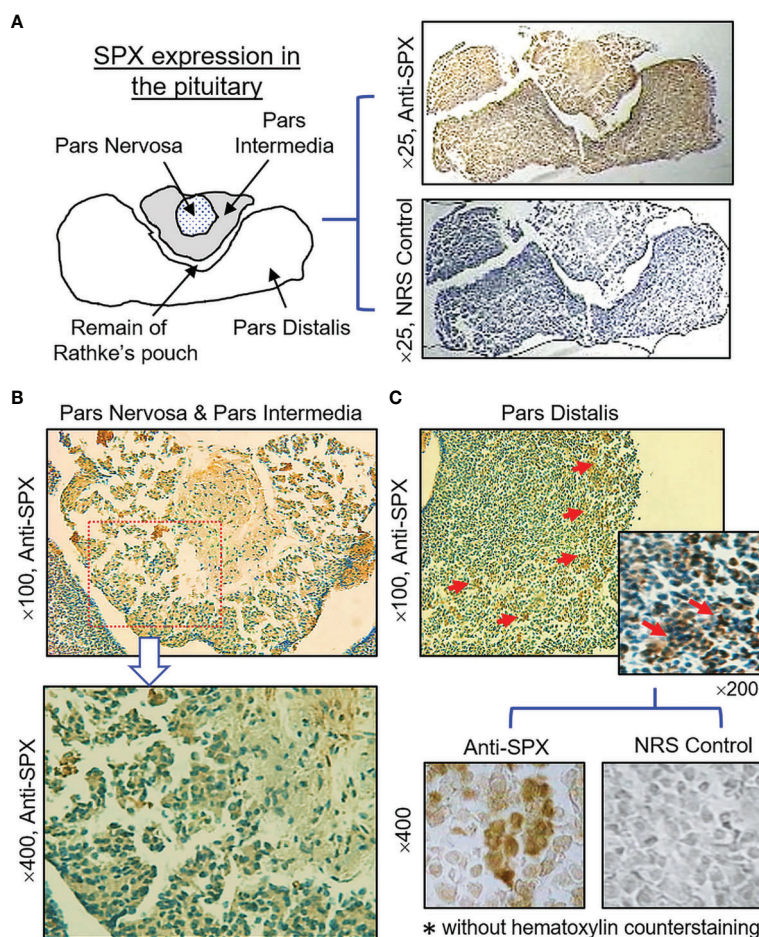 A
SPX expression in
the pituitary
Pars Nervosa
Pars
Intermedia
Remain of
Rathke's pouch
Pars Distalis
×25, Anti-SPX
×25, NRS Control
B
Pars Nervosa & Pars Intermedia
×100, Anti-SPX
×400, Anti-SPX
C
Pars Distalis
×100, Anti-SPX
×200
Anti-SPX
NRS Control
×400
* without hematoxylin counterstaining